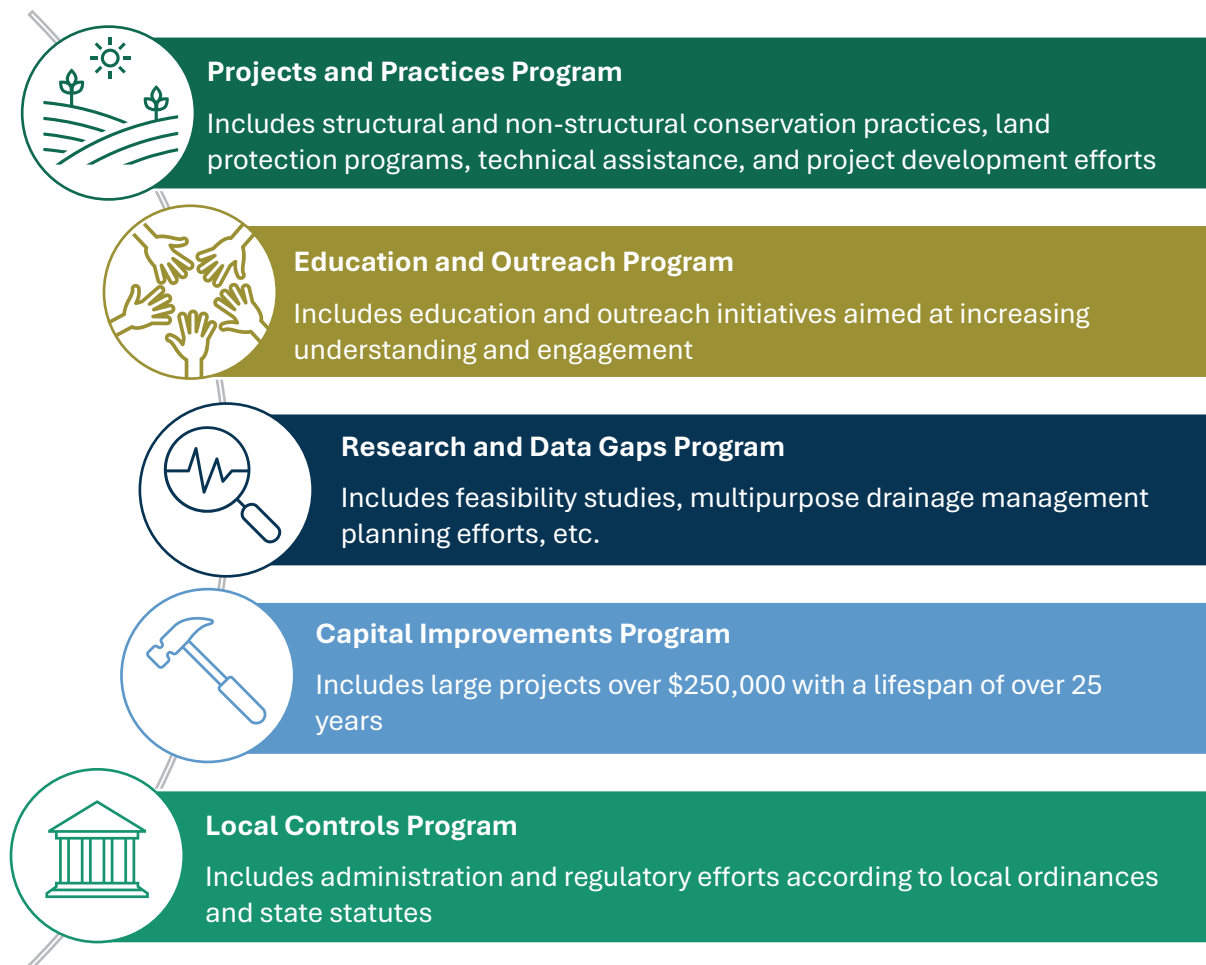 Projects and Practices Program
Includes structural and non-structural conservation practices, land
protection programs, technical assistance, and project development efforts
Education and Outreach Program
Includes education and outreach initiatives aimed at increasing
understanding and engagement
Research and Data Gaps Program
Includes feasibility studies, multipurpose drainage management
planning efforts, etc.
Capital Improvements Program
Includes large projects over $250,000 with a lifespan of over 25
years
Local Controls Program
Includes administration and regulatory efforts according to local ordinances
and state statutes